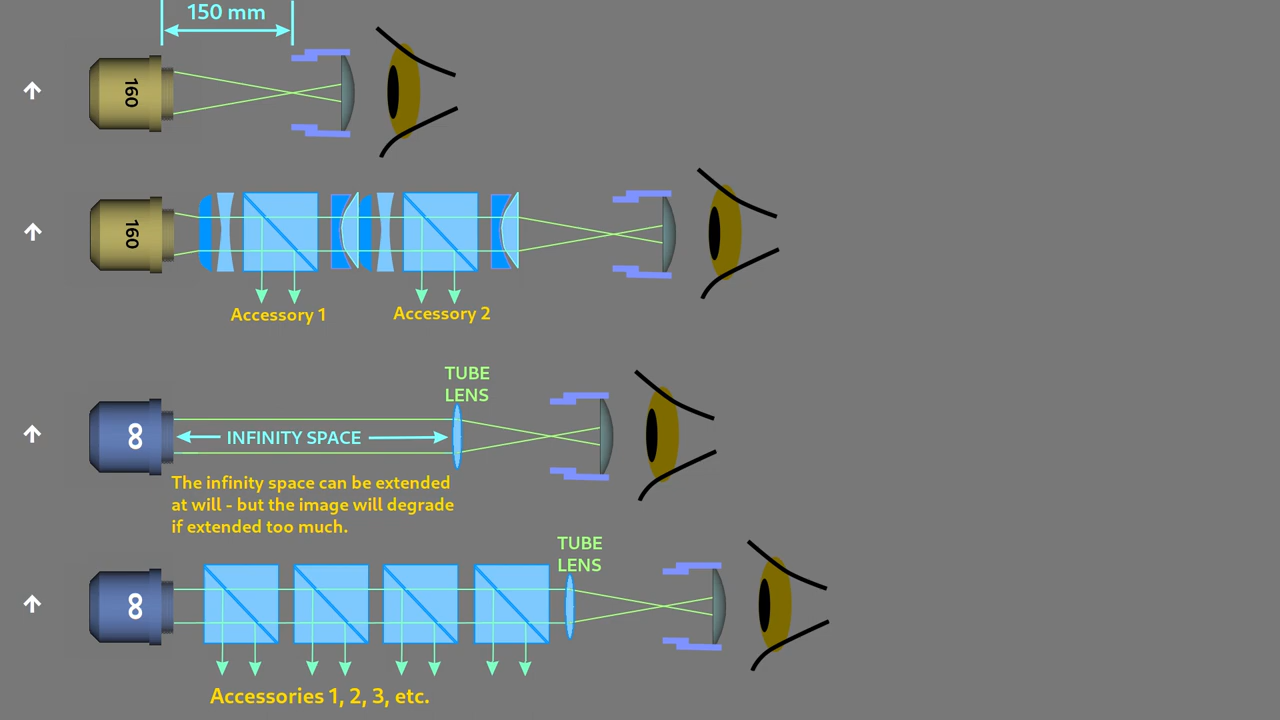 150 mm
160
160
Accessory 1
Accessory 2
TUBE
LENS
8
INFINITY SPACE
The infinity space can be extended
at will - but the image will degrade
if extended too much.
TUBE
LENS
8
Accessories 1, 2, 3, etc.